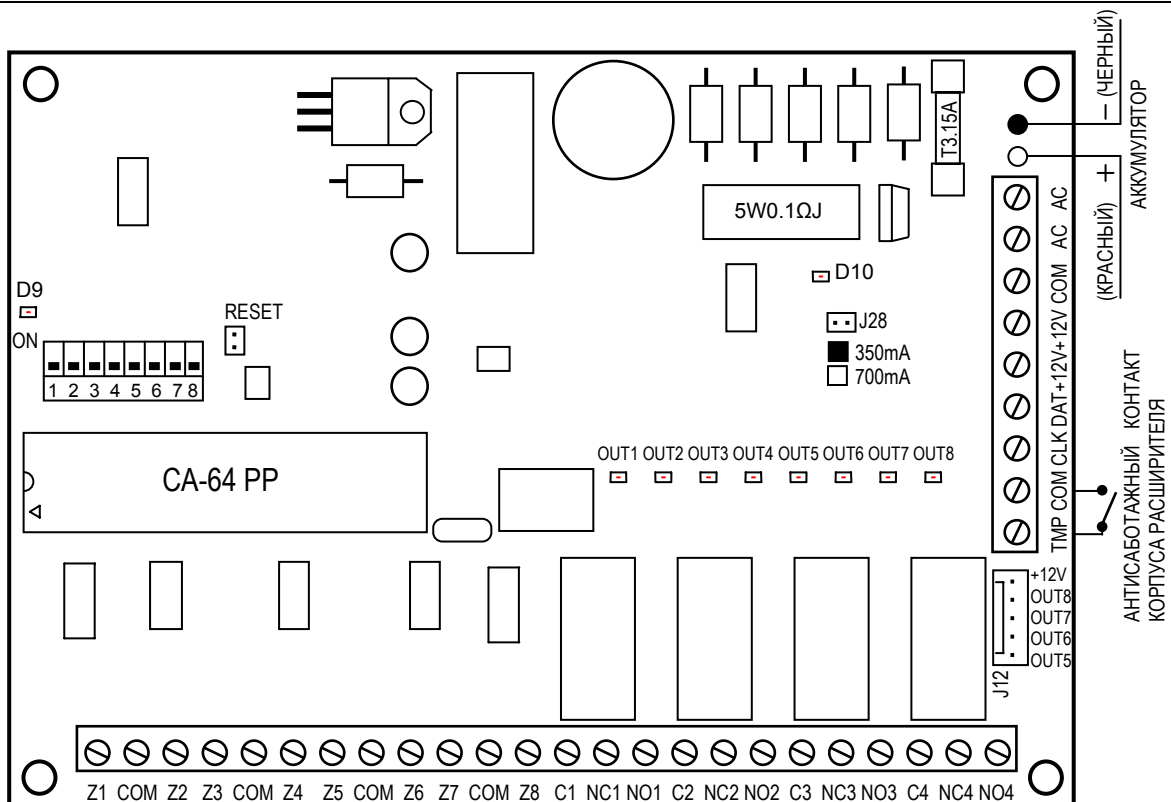 − (ЧЕРНЫЙ)
АККУМУЛЯТОР
(КРАСНЫЙ) +
T3.15A
5W0.1ΩJ
AC
AC
COM
+12V
+12V
DAT
CLK
COM
TMP
D10
J28
350mA
700mA
D9
ON
RESET
1 2 3 4 5 6 7 8
CA-64 PP
OUT1 OUT2 OUT3 OUT4 OUT5 OUT6 OUT7 OUT8
АНТИСАБОТАЖНЫЙ КОНТАКТ
КОРПУСА РАСШИРИТЕЛЯ
+12V
OUT8
OUT7
OUT6
OUT5
J12
Z1 COM Z2 Z3 COM Z4 Z5 COM Z6 Z7 COM Z8 C1 NC1 NO1 C2 NC2 NO2 C3 NC3 NO3 C4 NC4 NO4